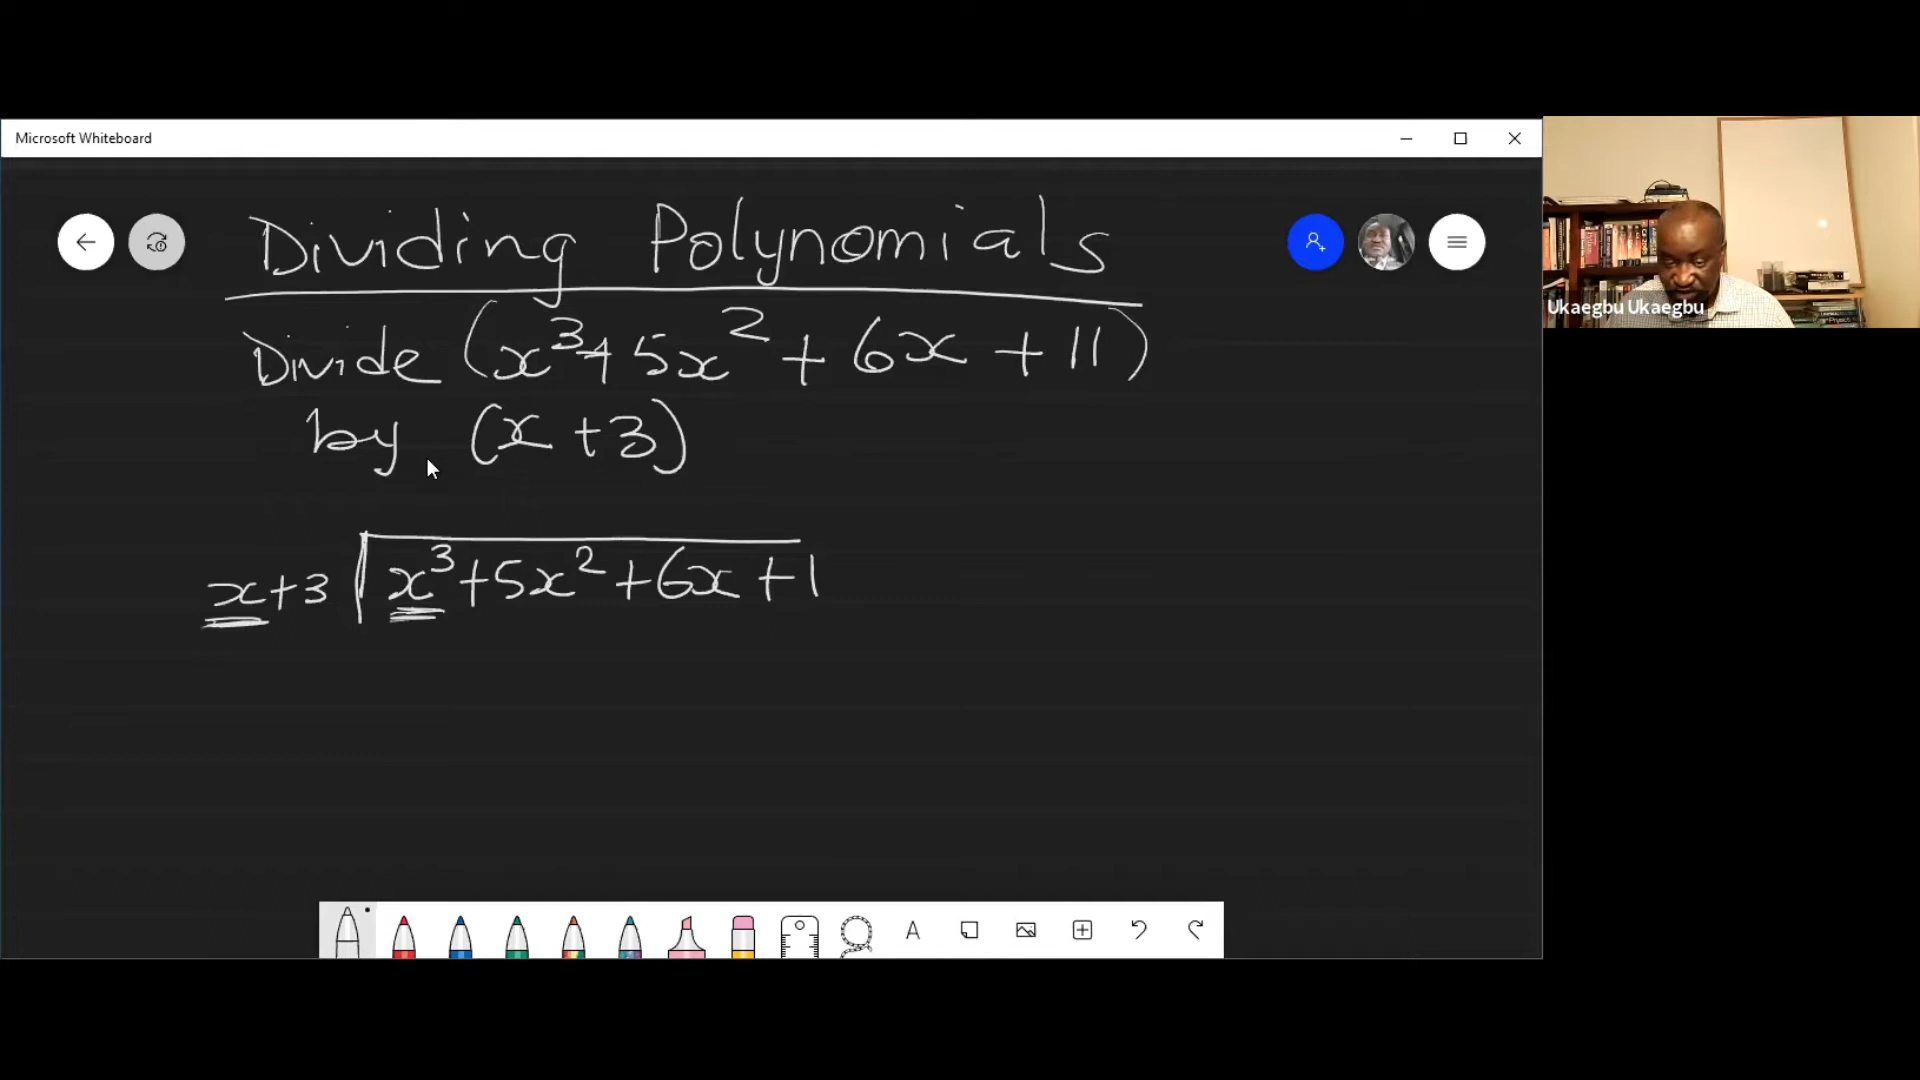 Microsoft Whiteboard
Dividing Polynomials
Divide (x³+5x²+6x+11)
by (x+3)
x+3 x³+5x²+6x+1
Ukaegbu Ukaegbu
A